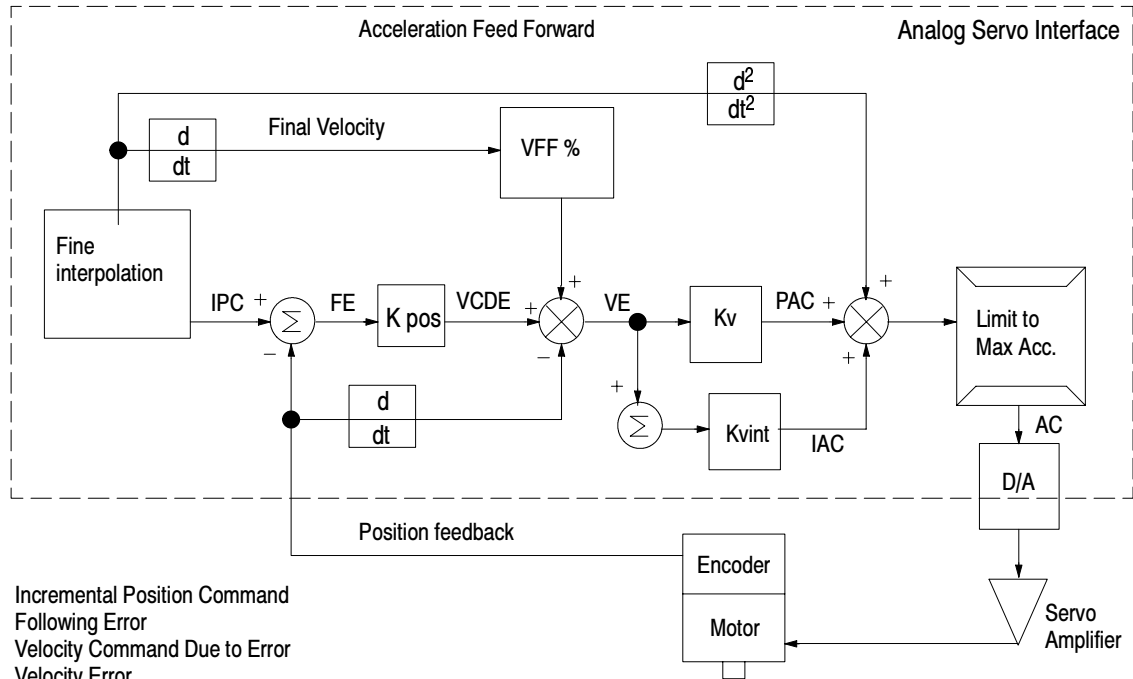 Acceleration Feed Forward
Analog Servo Interface
d²
dt²
d
dt
Final Velocity
VFF %
Fine
interpolation
IPC
+
Σ
−
FE
K pos
VCDE
+
+
−
VE
Kv
PAC
+
+
+
Limit to
Max Acc.
d
dt
+
Σ
Kvint
IAC
AC
D/A
Position feedback
Encoder
Motor
Servo
Amplifier
Incremental Position Command
Following Error
Velocity Command Due to Error
Velocity Error